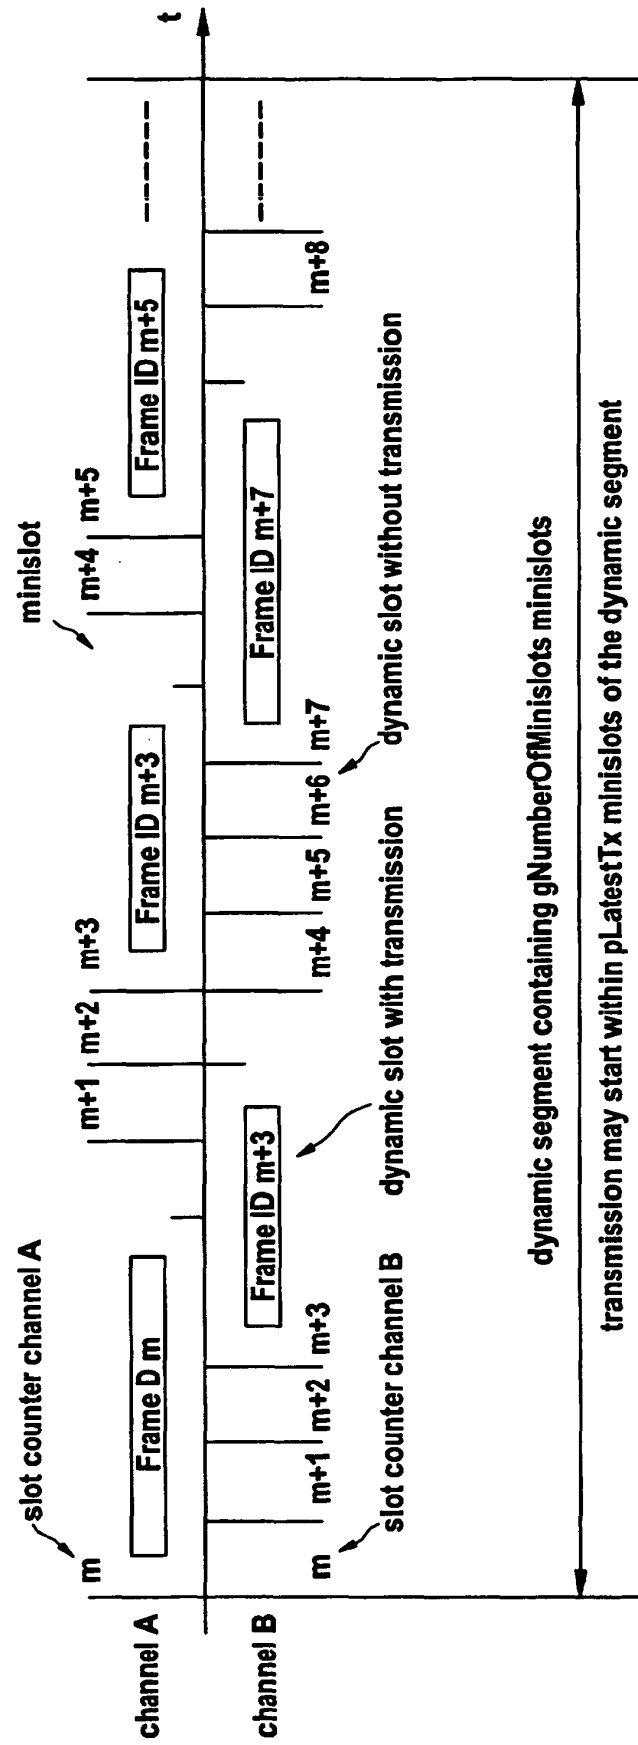 slot counter channel A
minislot
t
m
m+1
m+2
m+3
m+4
m+5
channel A
Frame D m
Frame ID m+3
Frame ID m+5
channel B
Frame ID m+3
Frame ID m+7
m
m+1
m+2
m+3
m+4
m+5
m+6
m+7
m+8
slot counter channel B
dynamic slot with transmission
dynamic slot without transmission
dynamic segment containing gNumberOfMinislots minislots
transmission may start within pLatestTx minislots of the dynamic segment